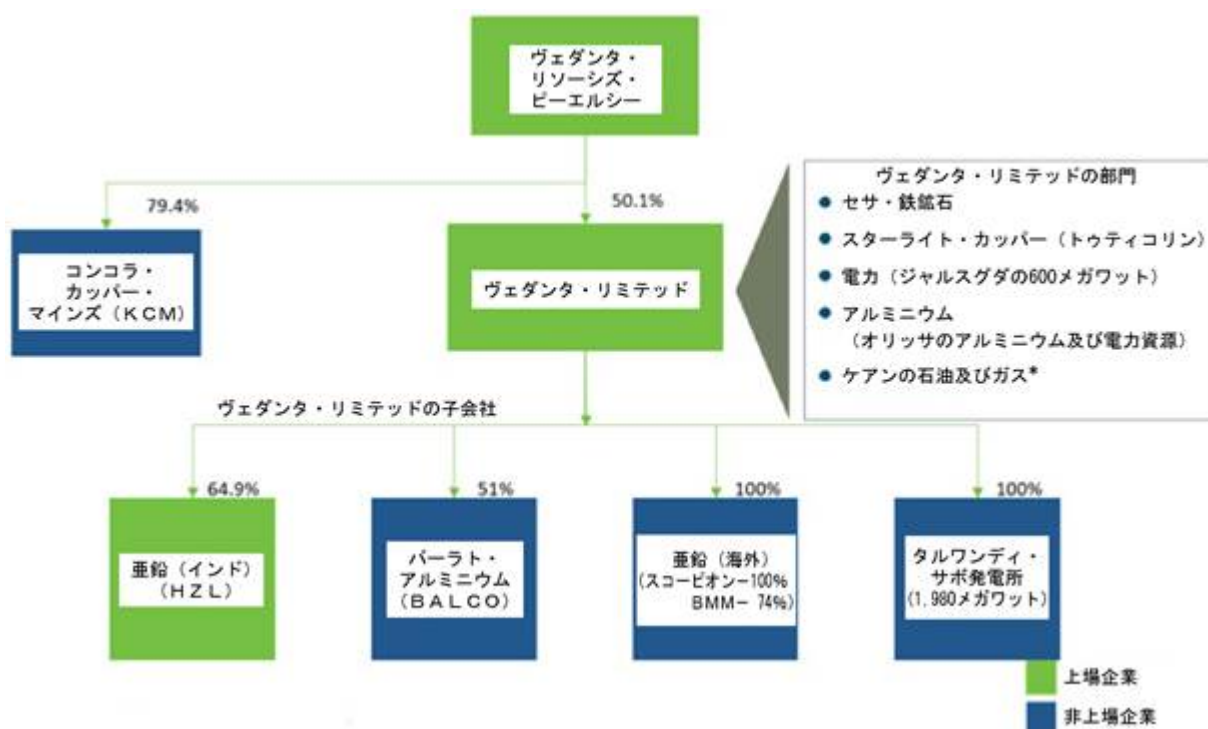 ヴェダンタ・
リソーシズ・
ピーエルシー
79.4%
50.1%
コンコラ・
カッパー・
マインズ（ＫＣＭ）
ヴェダンタ・リミテッド
ヴェダンタ・リミテッドの部門
● セサ・鉄鉱石
● スターライト・カッパー（トゥティコリン）
● 電力（ジャルスグダの600メガワット）
● アルミニウム
（オリッサのアルミニウム及び電力資源）
● ケアンの石油及びガス*
ヴェダンタ・リミテッドの子会社
64.9%
51%
100%
100%
亜鉛（インド）
（ＨＺＬ）
バーラト・
アルミニウム
（ＢＡＬＣＯ）
亜鉛（海外）
（スコーピオン－100%
ＢＭＭ－ 74%）
タルワンディ・
サボ発電所
（1,980メガワット）
上場企業
非上場企業